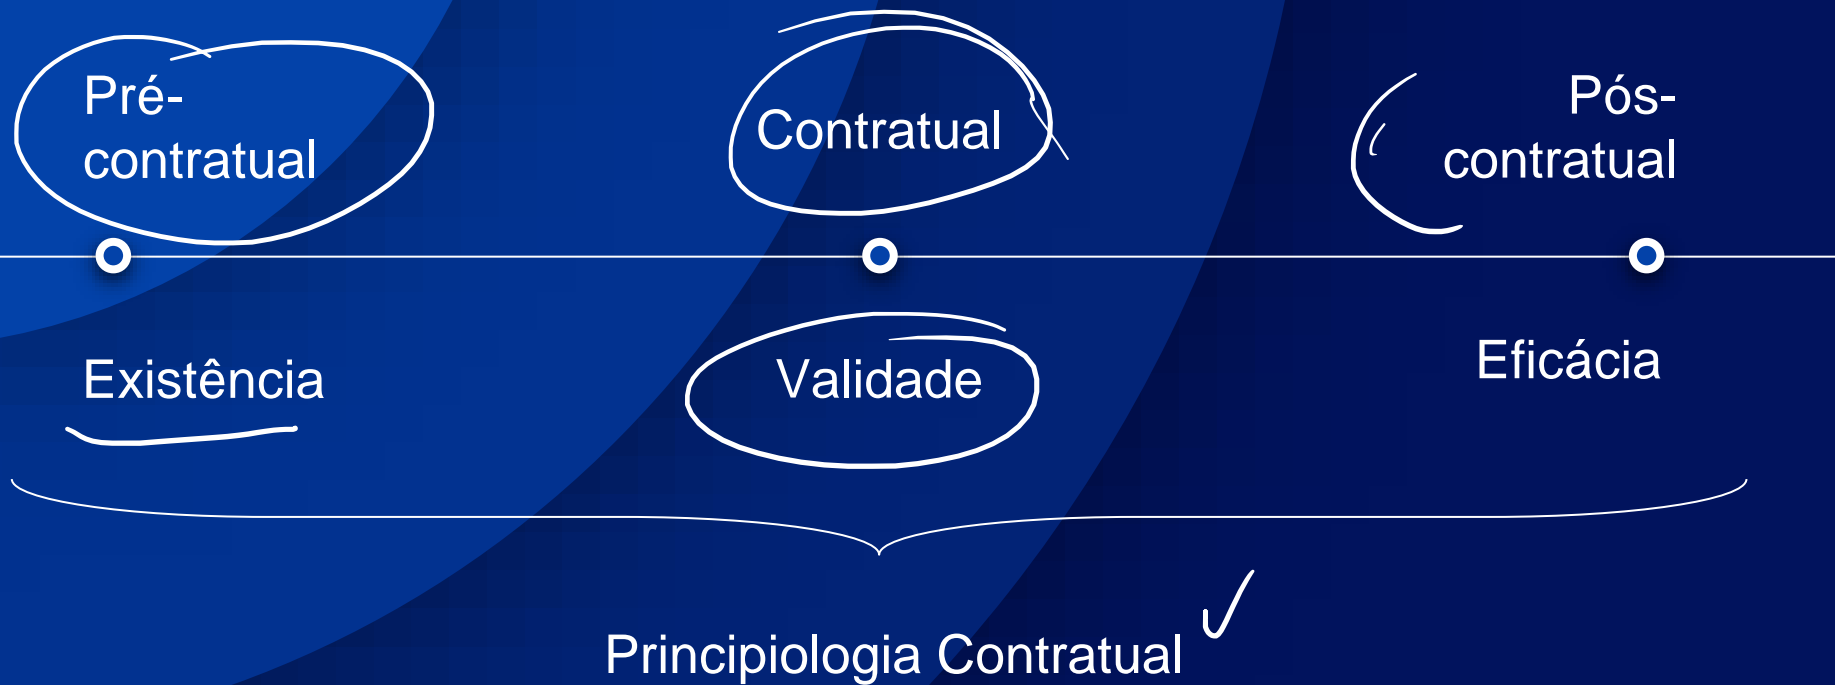 Pré-
contratual
Contratual
Pós-
contratual
Existência
Validade
Eficácia
Principiologia Contratual